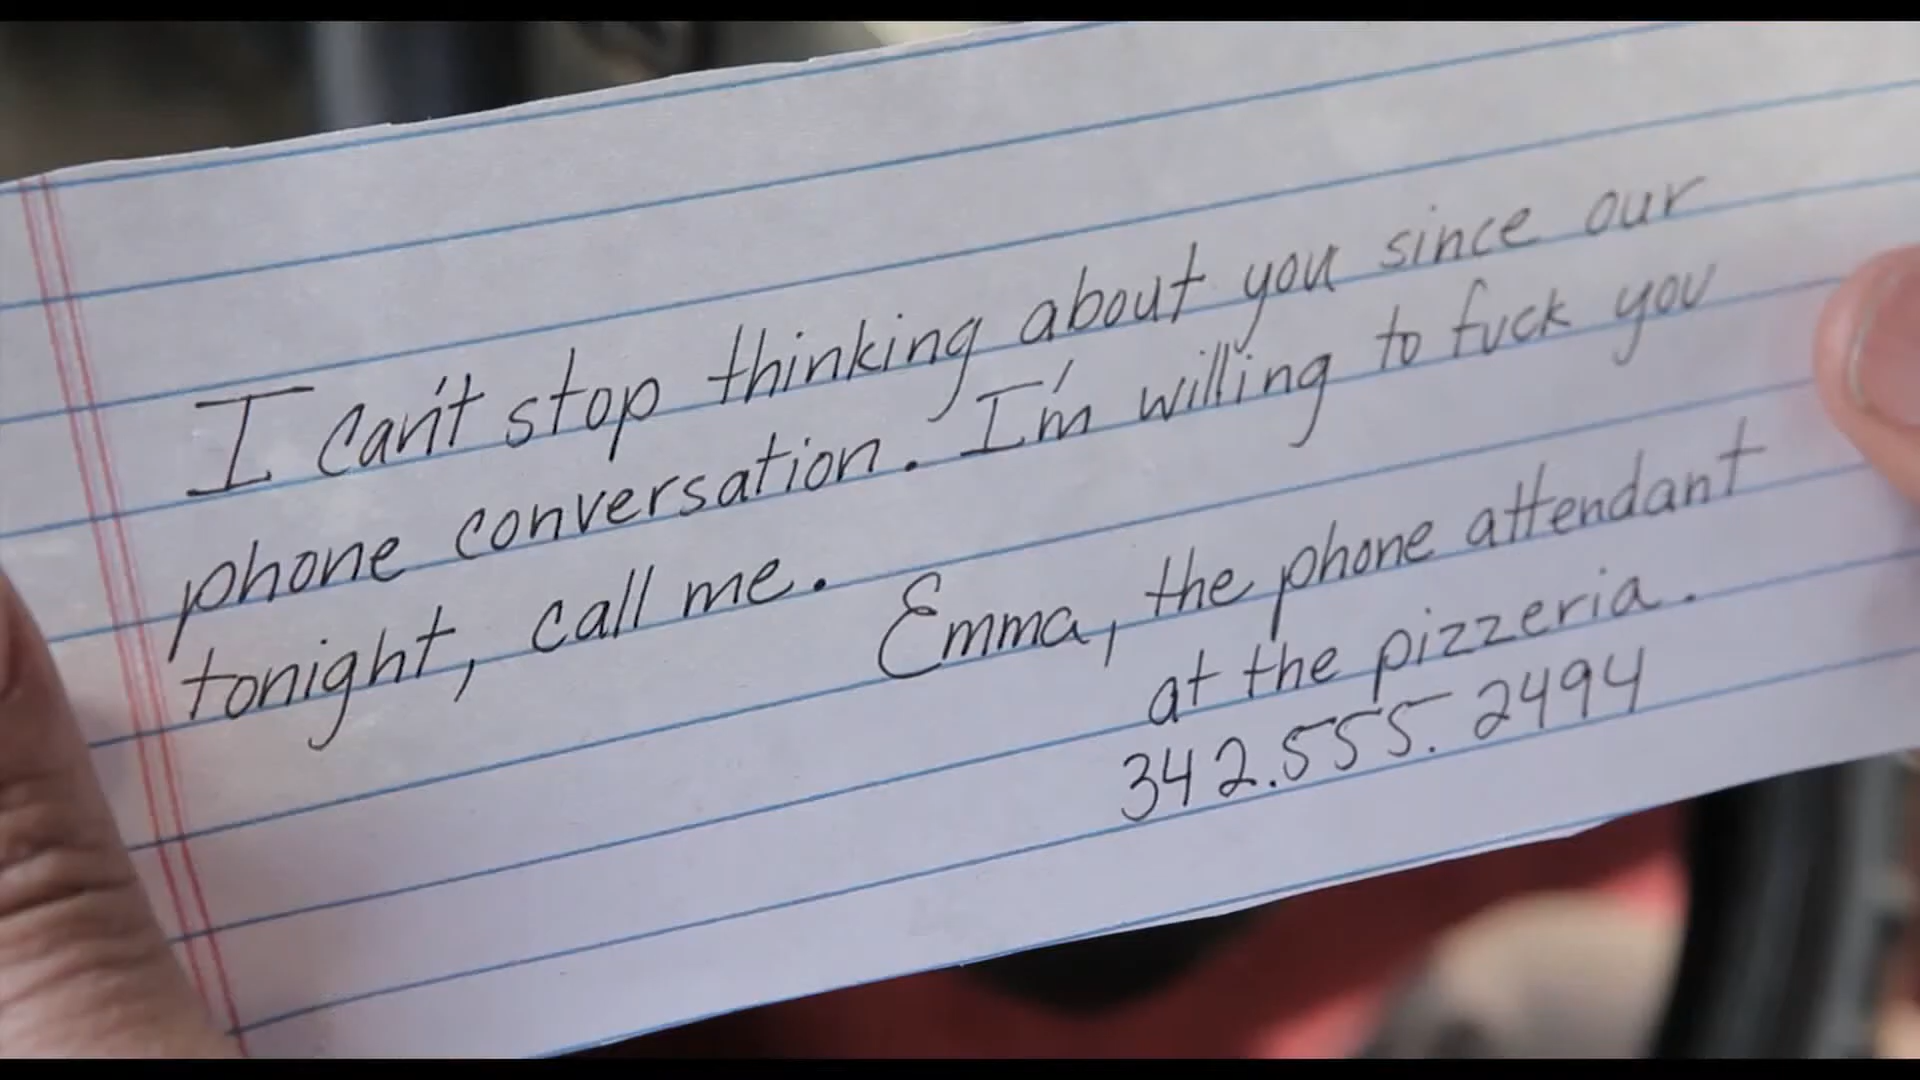 I can't stop thinking about you since our
phone conversation. I'm willing to fuck you
tonight, call me.
Emma, the phone attendant
at the pizzeria.
342.555.2494